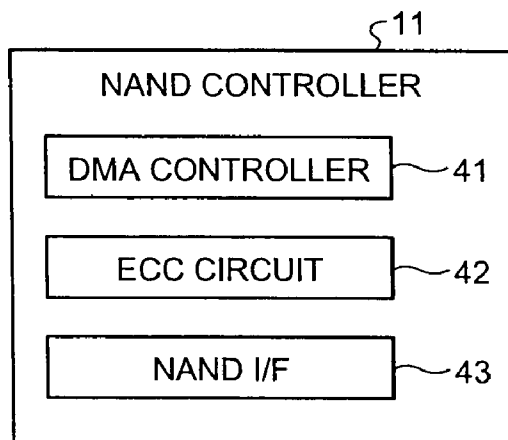 11
NAND CONTROLLER
DMA CONTROLLER 41
ECC CIRCUIT 42
NAND I/F 43